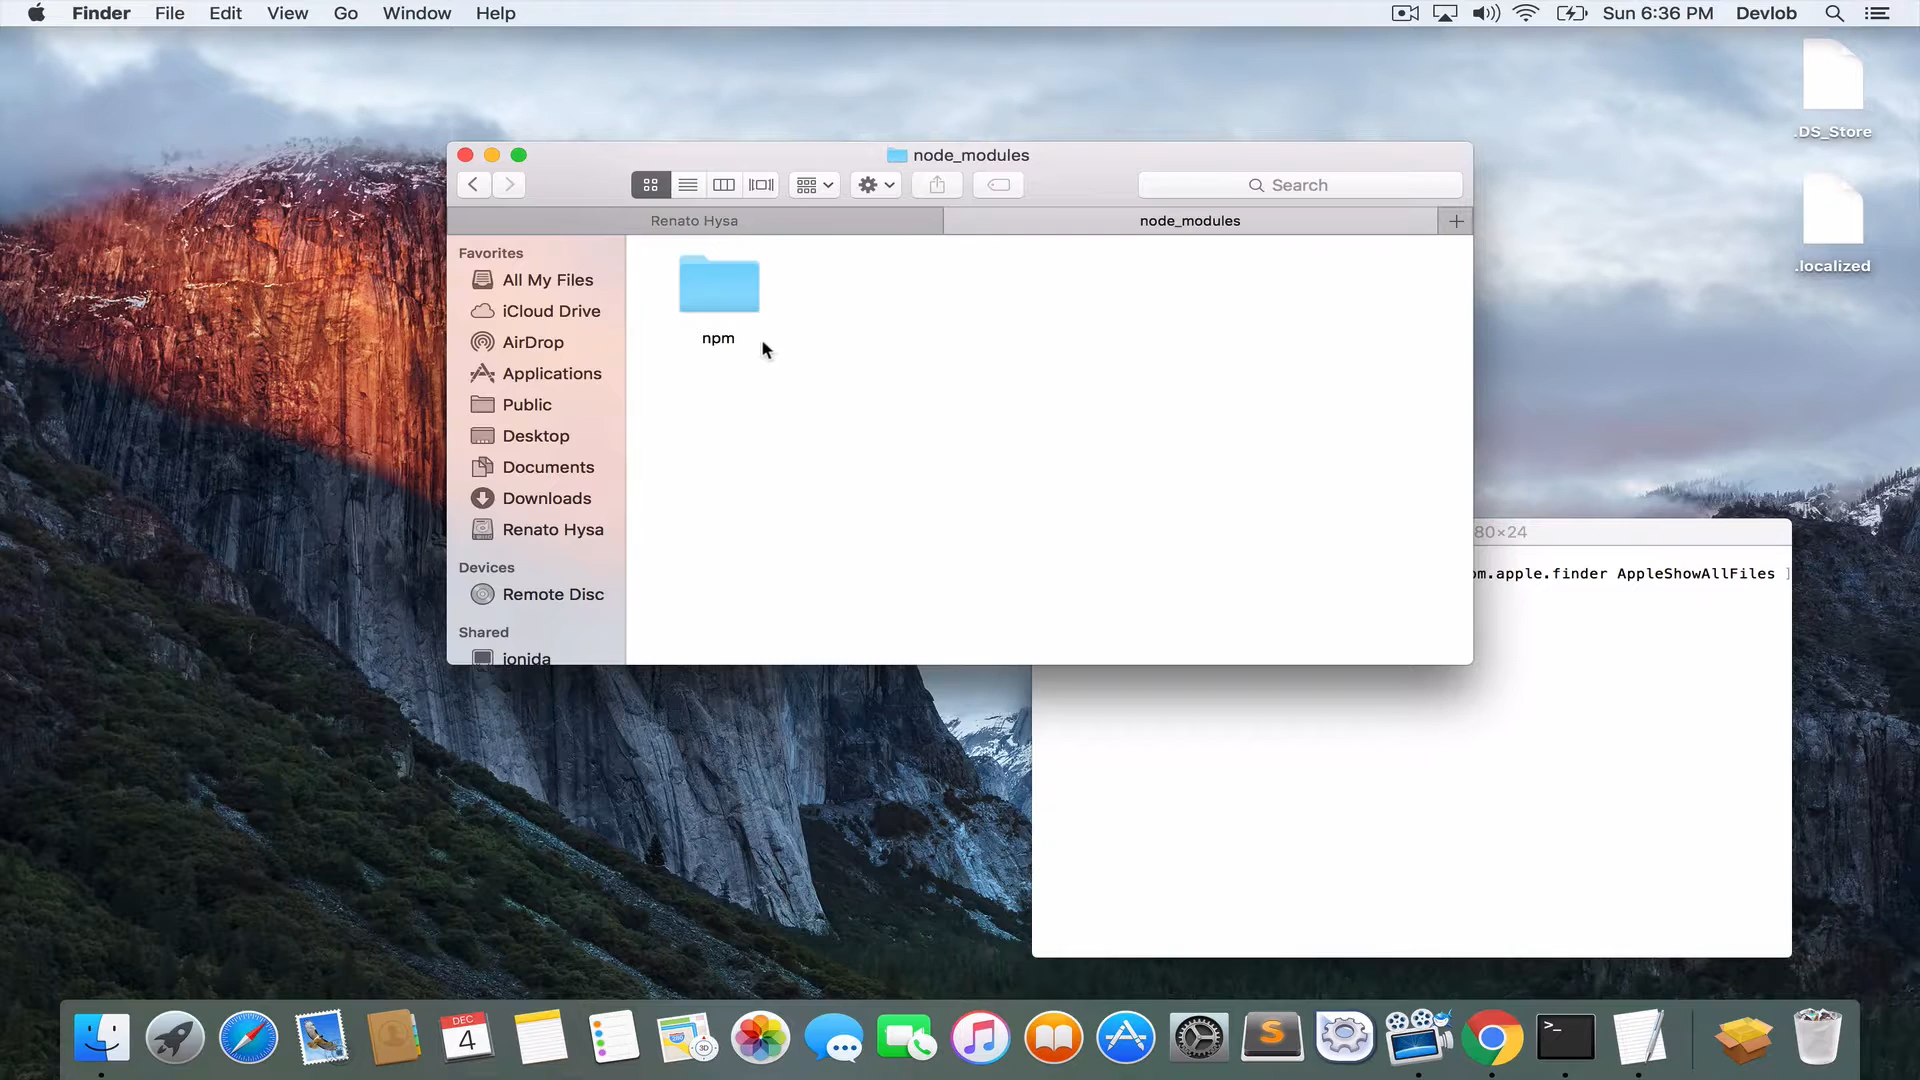 Finder File Edit View Go Window Help
Sun 6:36 PM Devlob
.DS_Store
.localized
node_modules
Search
Renato Hysa
node_modules
Favorites
All My Files
iCloud Drive
AirDrop
Applications
Public
Desktop
Documents
Downloads
Renato Hysa
Devices
Remote Disc
Shared
ionida
npm
80×24
om.apple.finder AppleShowAllFiles ]
DEC
4